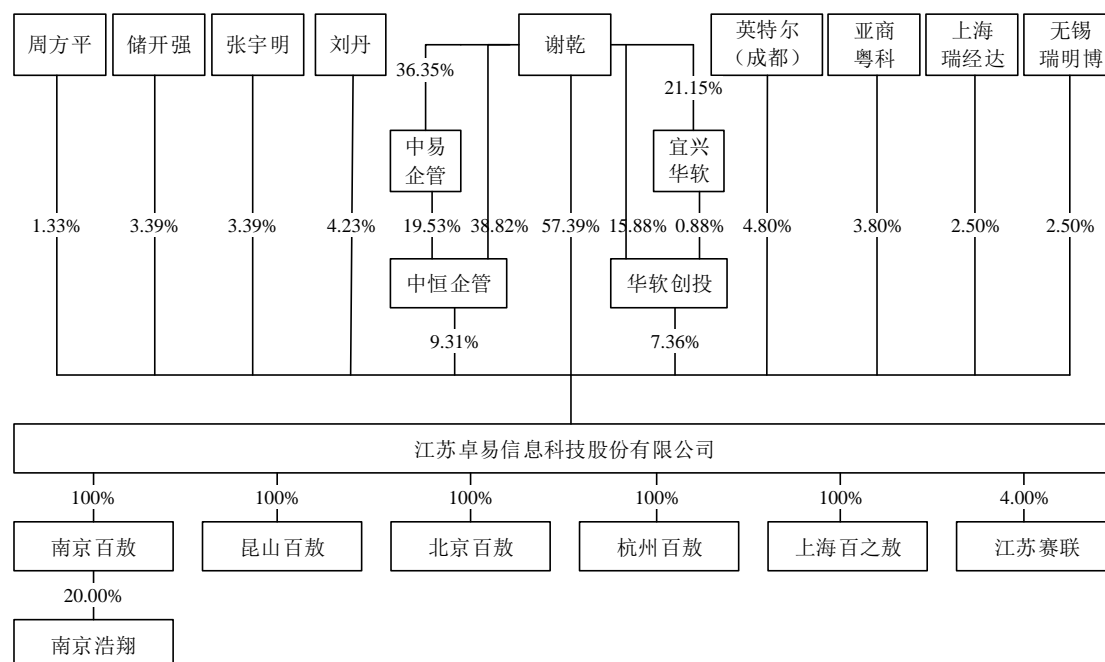 周方平
储开强
张宇明
刘丹
谢乾
英特尔
（成都）
亚商
粤科
上海
瑞经达
无锡
瑞明博
36.35%
21.15%
中易
企管
宜兴
华软
1.33%
3.39%
3.39%
4.23%
19.53%
38.82%
57.39%
15.88%
0.88%
4.80%
3.80%
2.50%
2.50%
中恒企管
华软创投
9.31%
7.36%
江苏卓易信息科技股份有限公司
100%
100%
100%
100%
100%
4.00%
南京百敖
昆山百敖
北京百敖
杭州百敖
上海百之敖
江苏赛联
20.00%
南京浩翔